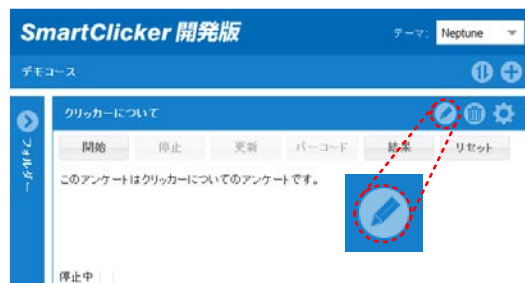 SmartClicker 開発版
テーマ: Neptune
デモコース
クリッカーについて
フォルダー
開始 停止 更新 バーコード 結果 リセット
このアンケートはクリッカーについてのアンケートです。
停止中